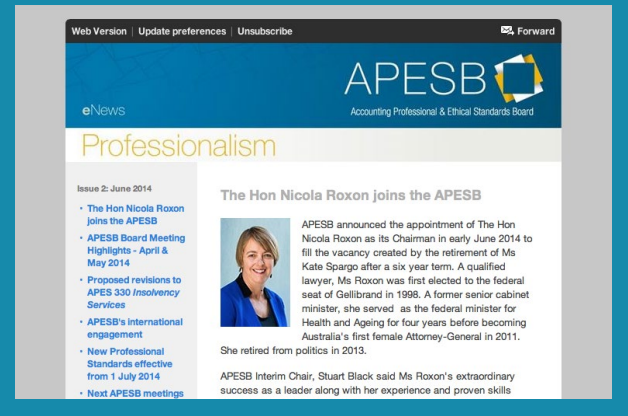 Web Version | Update preferences | Unsubscribe
Forward
APESB
eNews
Accounting Professional & Ethical Standards Board
Professionalism
Issue 2: June 2014
• The Hon Nicola Roxon
joins the APESB
• APESB Board Meeting
Highlights - April &
May 2014
• Proposed revisions to
APES 330 Insolvency
Services
• APESB's international
engagement
• New Professional
Standards effective
from 1 July 2014
• Next APESB meetings
The Hon Nicola Roxon joins the APESB
APESB announced the appointment of The Hon
Nicola Roxon as its Chairman in early June 2014 to
fill the vacancy created by the retirement of Ms
Kate Spargo after a six year term. A qualified
lawyer, Ms Roxon was first elected to the federal
seat of Gellibrand in 1998. A former senior cabinet
minister, she served as the federal minister for
Health and Ageing for four years before becoming
Australia's first female Attorney-General in 2011.
She retired from politics in 2013.
APESB Interim Chair, Stuart Black said Ms Roxon's extraordinary
success as a leader along with her experience and proven skills